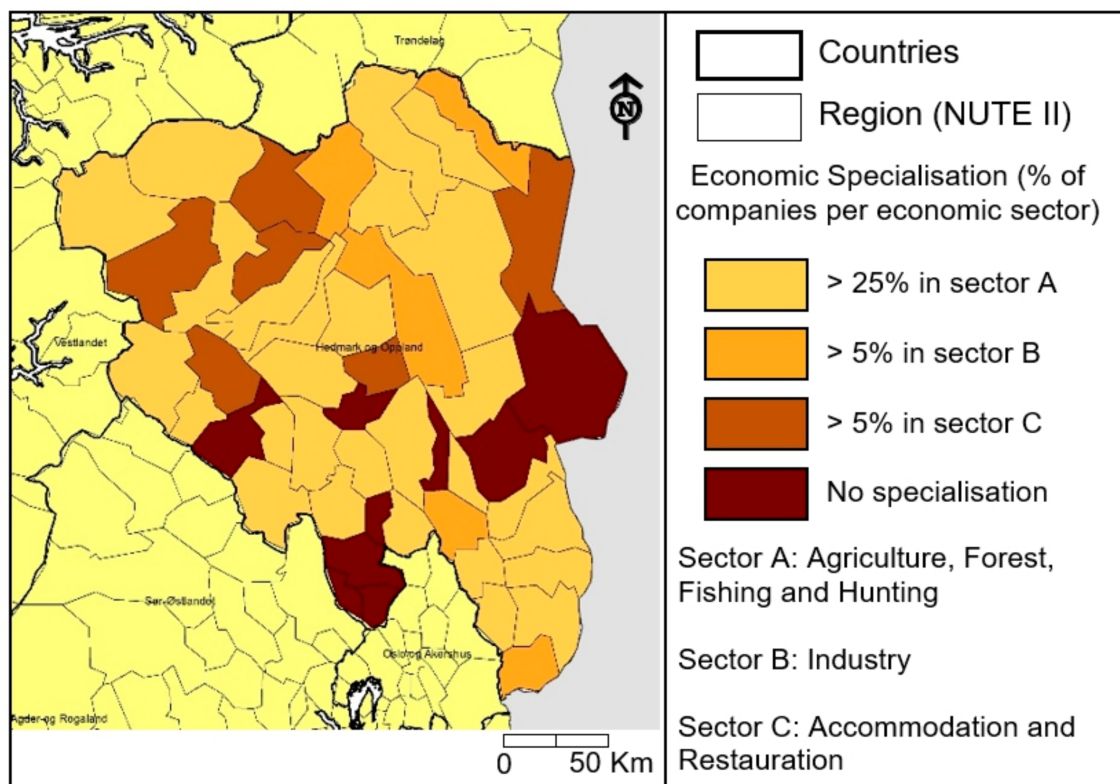 Trøndelag
N
Vestlandet
Hedmark og Oppland
Sør-Østlandet
Oslo og Akershus
Agder og Rogaland
0 50 Km
Countries
Region (NUTE II)
Economic Specialisation (% of
companies per economic sector)
> 25% in sector A
> 5% in sector B
> 5% in sector C
No specialisation
Sector A: Agriculture, Forest,
Fishing and Hunting
Sector B: Industry
Sector C: Accommodation and
Restauration